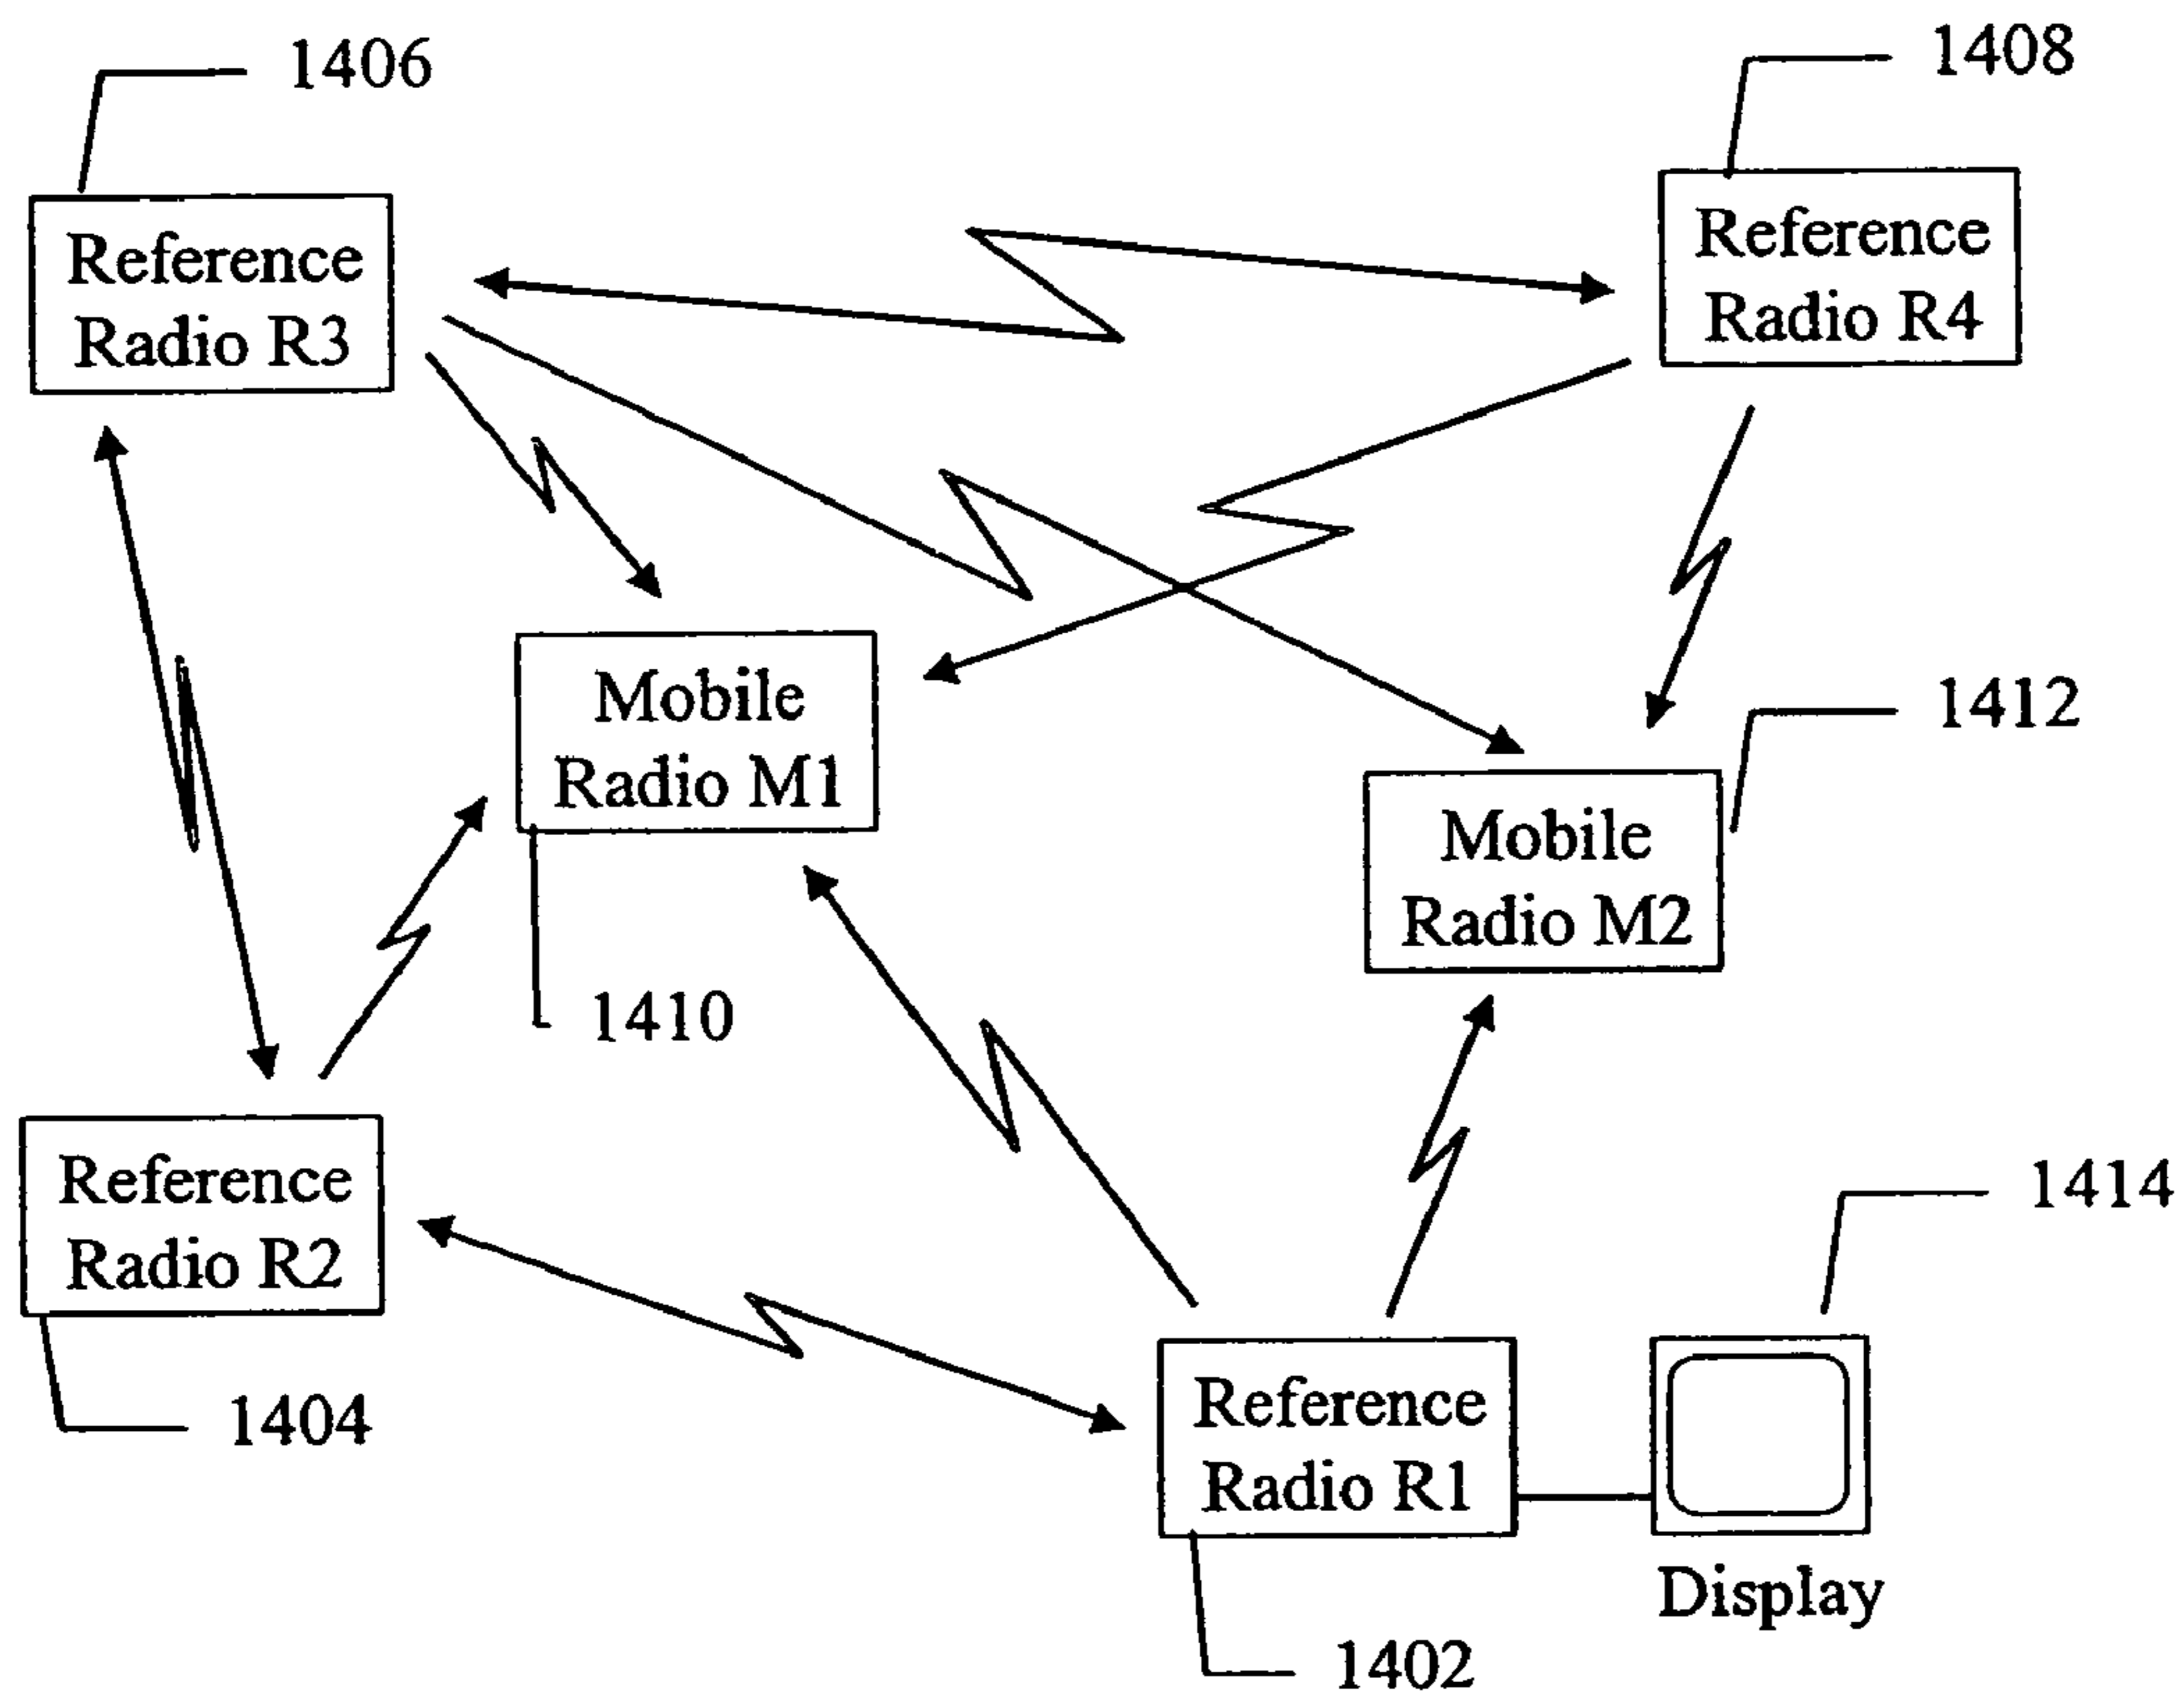 1406
1408
Reference
Radio R3
Reference
Radio R4
Mobile
Radio M1
1412
Mobile
Radio M2
1410
Reference
Radio R2
1414
1404
Reference
Radio R1
Display
1402